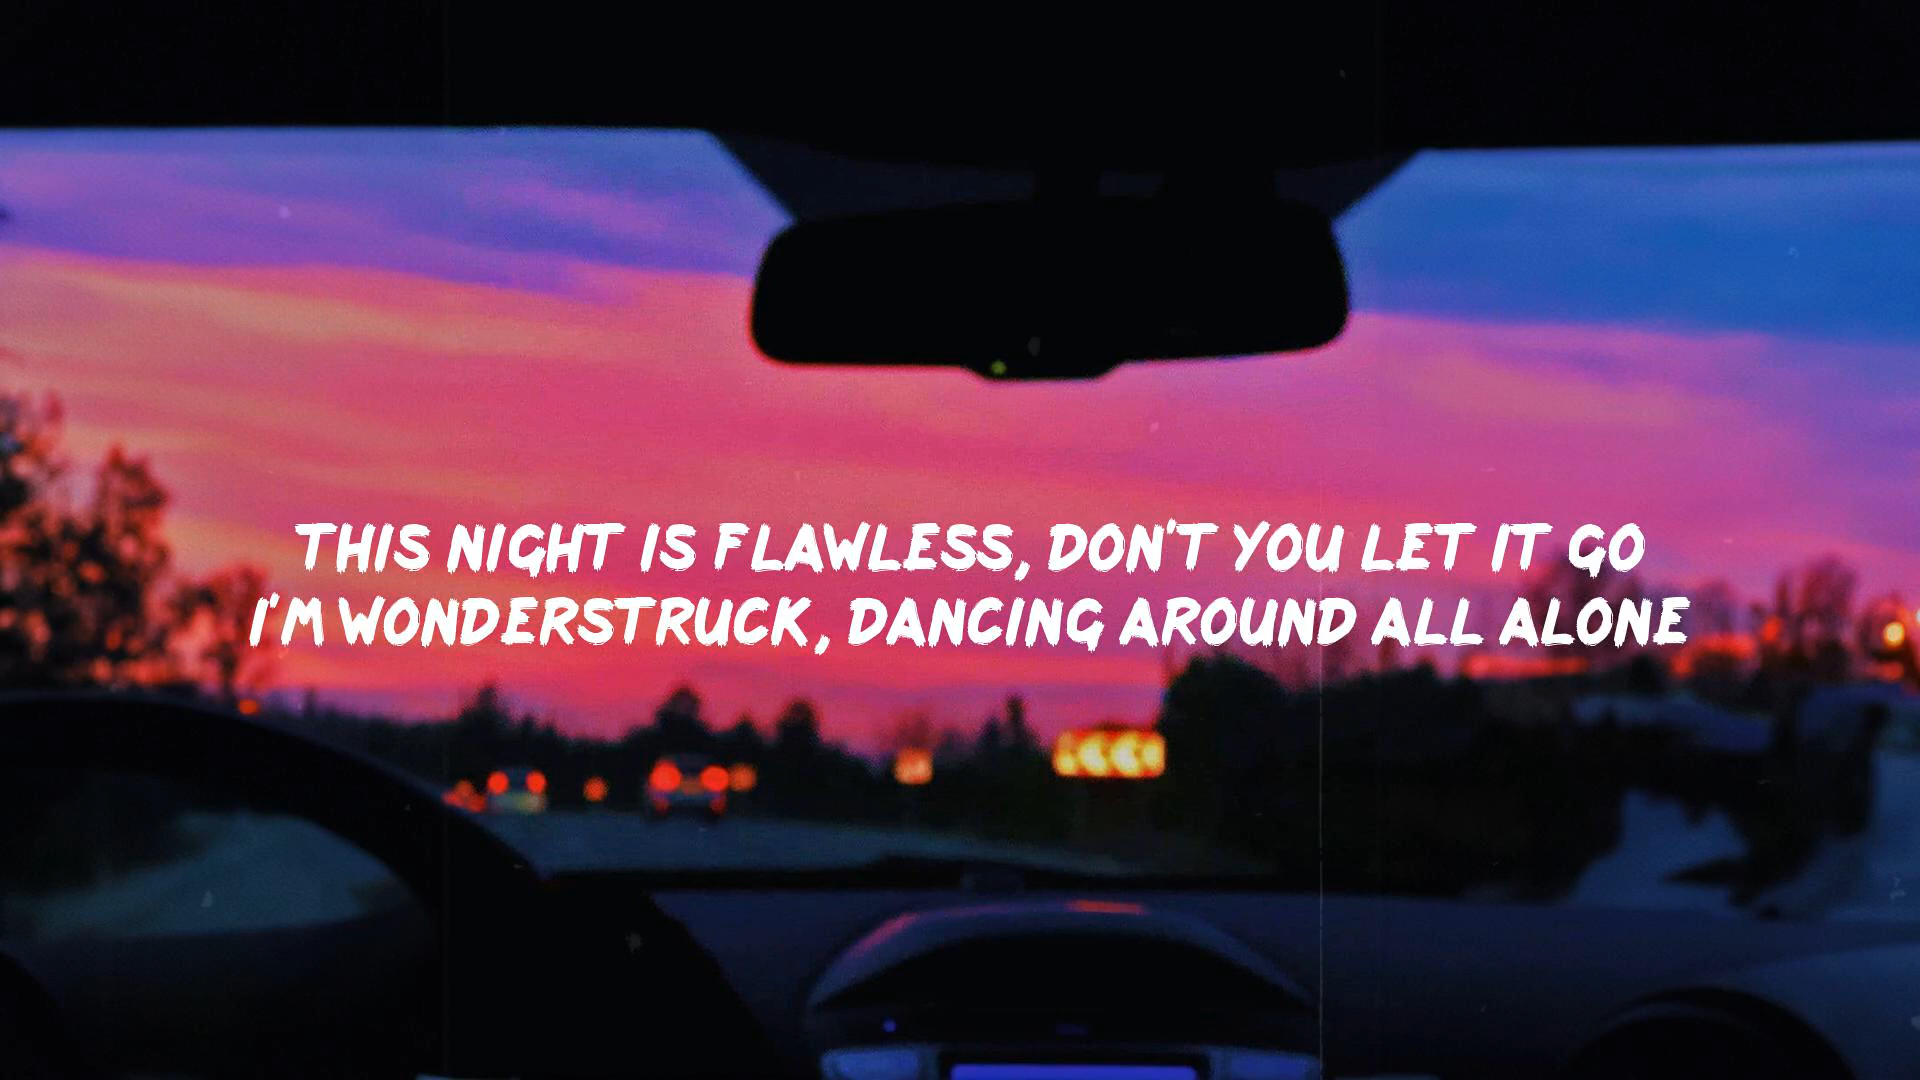 THIS NIGHT IS FLAWLESS, DON'T YOU LET IT GO
I'M WONDERSTRUCK, DANCING AROUND ALL ALONE